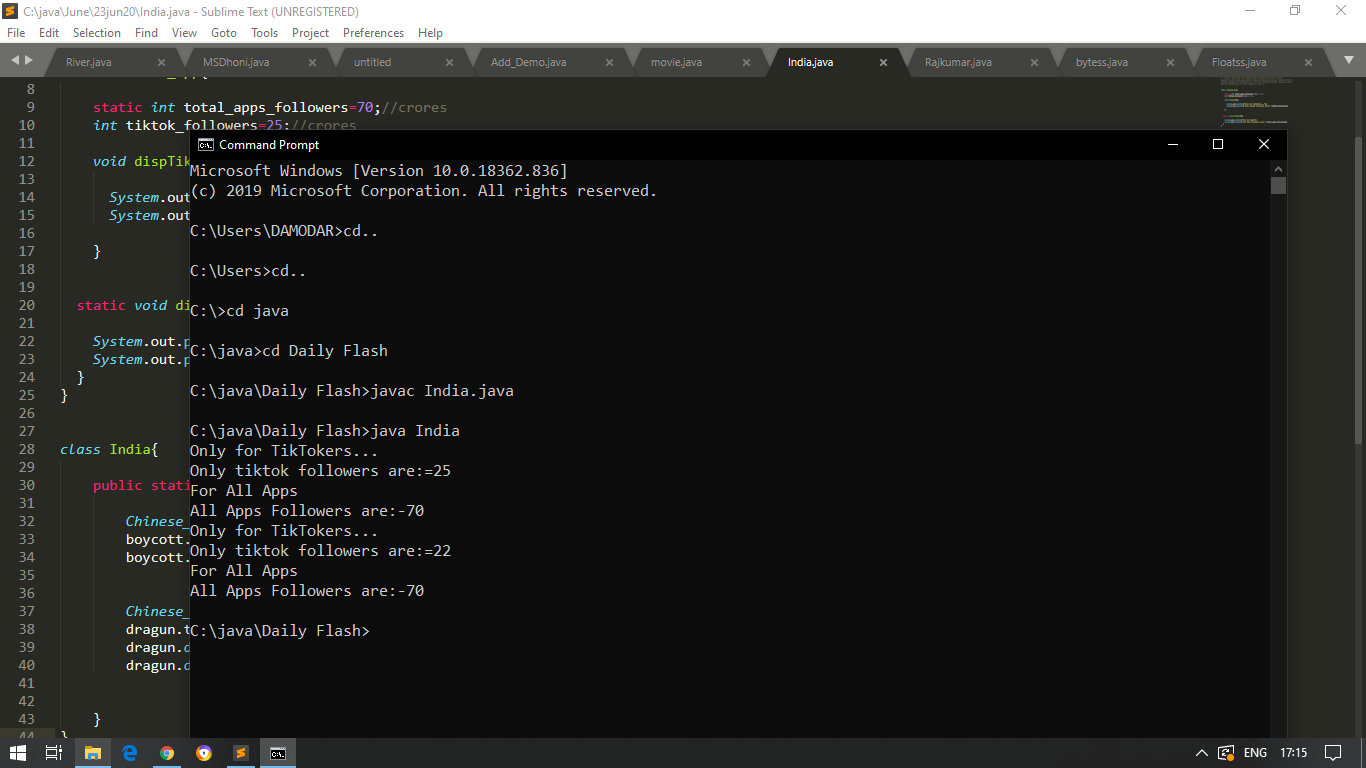 C:\java\June\23jun20\India.java - Sublime Text (UNREGISTERED)
File Edit Selection Find View Goto Tools Project Preferences Help
River.java MSDhoni.java untitled Add_Demo.java movie.java India.java Rajkumar.java bytess.java Floatss.java
8
9 static int total_apps_followers=70;//crores
10 int tiktok_followers=25;//crores
11
12 void dispTik
13
14 System.out
15 System.out
16
17 }
18
19
20 static void di
21
22 System.out.p
23 System.out.p
24 }
25 }
26
27
28 class India{
29
30 public stati
31
32 Chinese_
33 boycott.
34 boycott.
35
36
37 Chinese_
38 dragun.t
39 dragun.d
40 dragun.d
41
42
43 }
44 }
Command Prompt
Microsoft Windows [Version 10.0.18362.836]
(c) 2019 Microsoft Corporation. All rights reserved.
C:\Users\DAMODAR>cd..
C:\Users>cd..
C:\>cd java
C:\java>cd Daily Flash
C:\java\Daily Flash>javac India.java
C:\java\Daily Flash>java India
Only for TikTokers...
Only tiktok followers are:=25
For All Apps
All Apps Followers are:-70
Only for TikTokers...
Only tiktok followers are:=22
For All Apps
All Apps Followers are:-70
C:\java\Daily Flash>
ENG 17:15